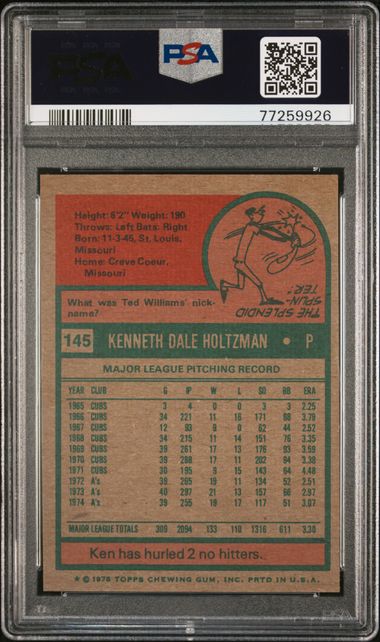 PSA
PSA
77259926
Height: 6'2" Weight: 190
Throws: Left Bats: Right
Born: 11-3-45, St. Louis,
Missouri
Home: Creve Coeur,
Missouri
What was Ted Williams' nick-
name?
THE SPLENDID
SPLIN-
TER!
145 KENNETH DALE HOLTZMAN • P
MAJOR LEAGUE PITCHING RECORD
YEAR CLUB G IP W L SO BB ERA
1965 CUBS 3 4 0 0 3 3 2.25
1966 CUBS 34 221 11 16 171 68 3.79
1967 CUBS 12 93 9 0 62 44 2.52
1968 CUBS 34 215 11 14 151 76 3.35
1969 CUBS 39 261 17 13 176 93 3.59
1970 CUBS 39 288 17 11 202 94 3.38
1971 CUBS 30 195 9 15 143 64 4.48
1972 A's 39 265 19 11 134 52 2.51
1973 A's 40 297 21 13 157 66 2.97
1974 A's 39 255 19 17 117 51 3.07
MAJOR LEAGUE TOTALS 309 2094 133 110 1316 611 3.30
Ken has hurled 2 no hitters.
★ © 1975 TOPPS CHEWING GUM, INC. PRTD IN U.S.A.